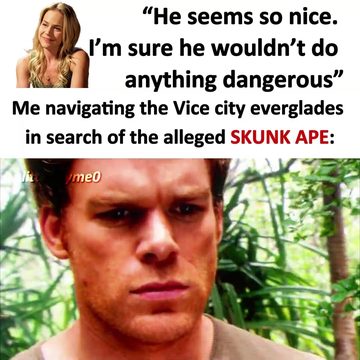 “He seems so nice.
I’m sure he wouldn’t do
anything dangerous”
Me navigating the Vice city everglades
in search of the alleged SKUNK APE: